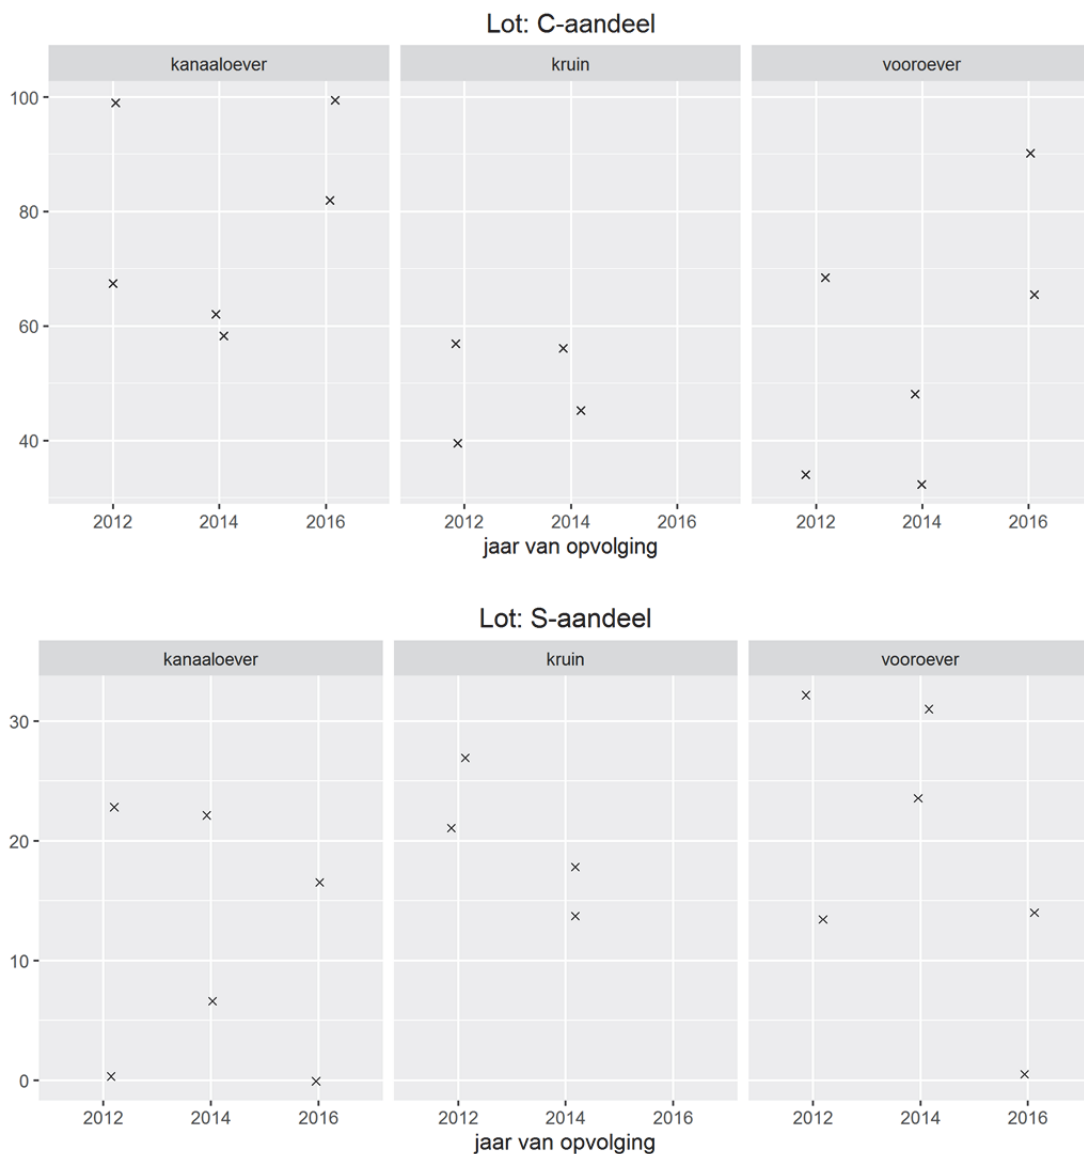 Lot: C-aandeel
kanaaloever kruin vooroever
100
80
60
40
2012 2014 2016 2012 2014 2016 2012 2014 2016
jaar van opvolging
Lot: S-aandeel
kanaaloever kruin vooroever
30
20
10
0
2012 2014 2016 2012 2014 2016 2012 2014 2016
jaar van opvolging